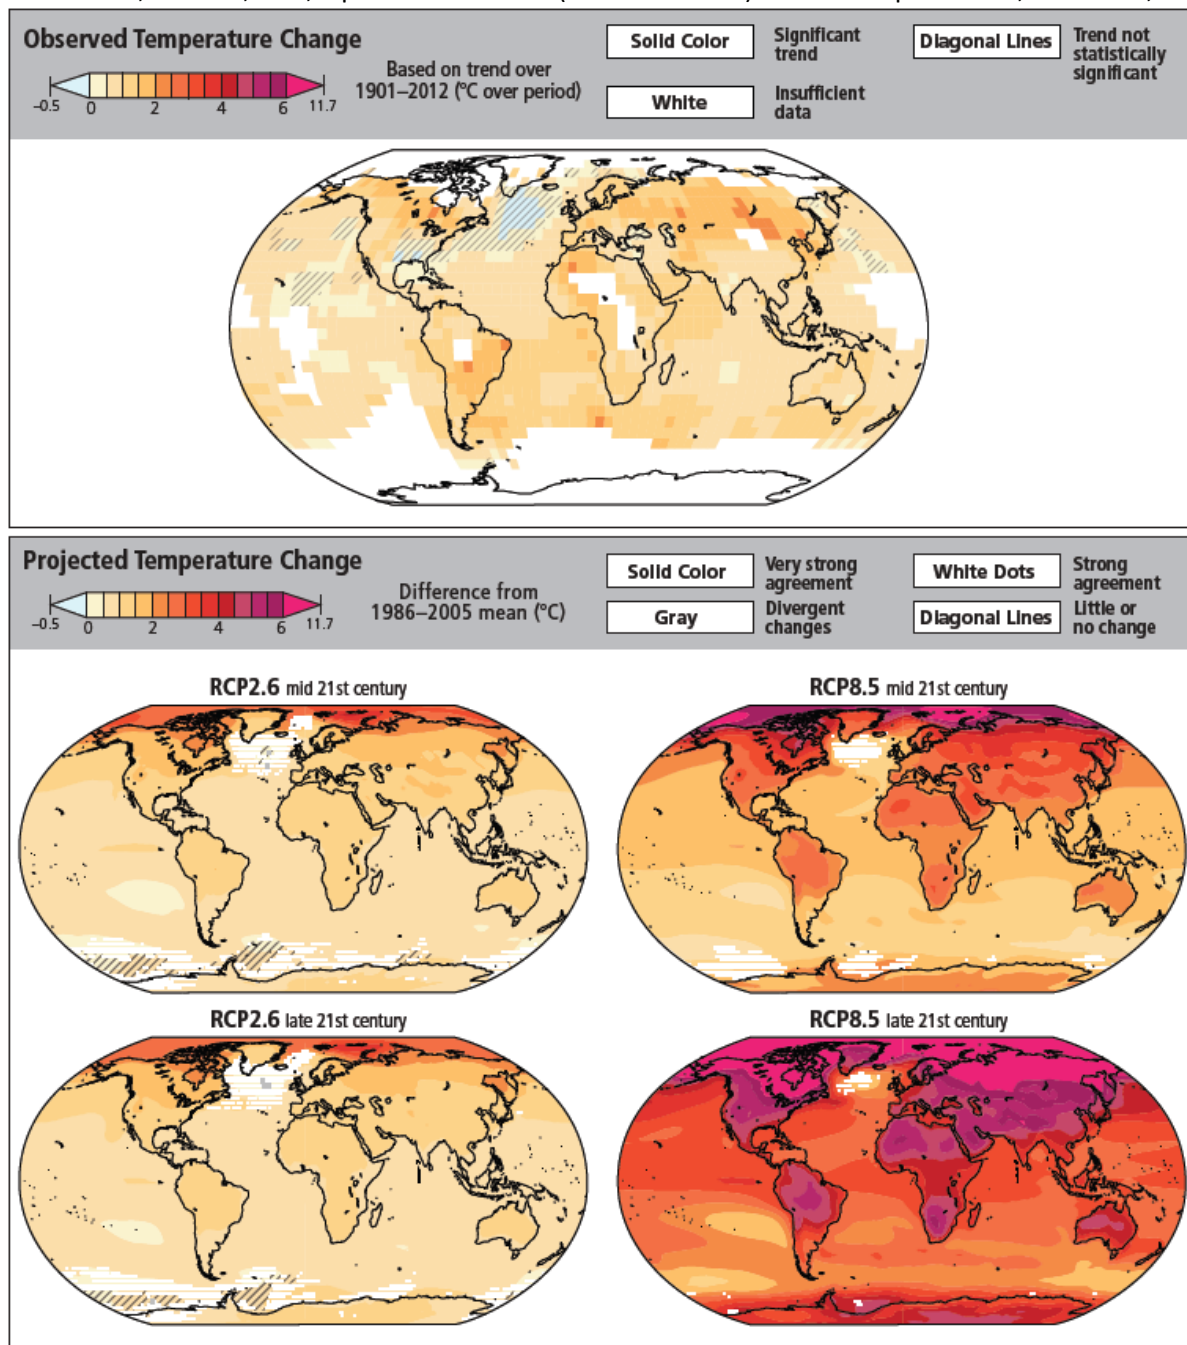 Observed Temperature Change
−0.5 0 2 4 6 11.7
Based on trend over
1901–2012 (°C over period)
Solid Color
Significant
trend
Diagonal Lines
Trend not
statistically
significant
White
Insufficient
data
Projected Temperature Change
−0.5 0 2 4 6 11.7
Difference from
1986–2005 mean (°C)
Solid Color
Very strong
agreement
White Dots
Strong
agreement
Gray
Divergent
changes
Diagonal Lines
Little or
no change
RCP2.6 mid 21st century
RCP8.5 mid 21st century
RCP2.6 late 21st century
RCP8.5 late 21st century